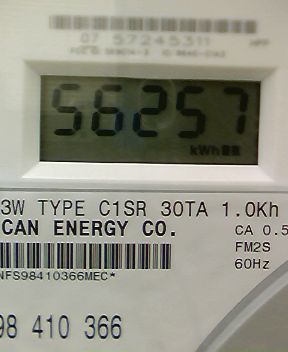 07 57245311
56257
kWh
3W TYPE C1SR 30TA 1.0Kh
CAN ENERGY CO.
CA 0.5
FM2S
60Hz
NFS98410366MEC*
98 410 366